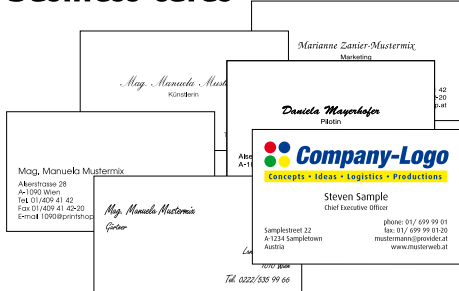 Business cards
Marianne Zanier-Mustermix
Marketing
Mag. Manuela
Künstlerin
Daniela Mayerhofer
Pilotin
Company-Logo
Concepts • Ideas • Logistics • Productions
Steven Sample
Chief Executive Officer
phone: 01/ 699 99 01
Samplestreet 22
fax: 01/ 699 99 01-20
A-1234 Sampletown
mustermann@provider.at
Austria
www.musterweb.at
Mag, Manuela Mustermix
Alserstrasse 28
A-1090 Wien
Tel. 01/409 41 42
Fax 01/409 41 42-20
E-mail 1090@printshop
Mag. Manuela Mustermix
Gärtner
1010 Wien
Tel. 0222/535 99 66